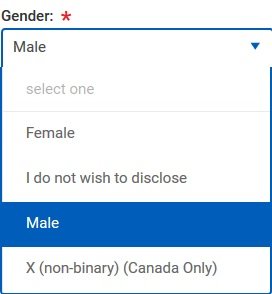 Gender: *
Male
select one
Female
I do not wish to disclose
Male
X (non-binary) (Canada Only)